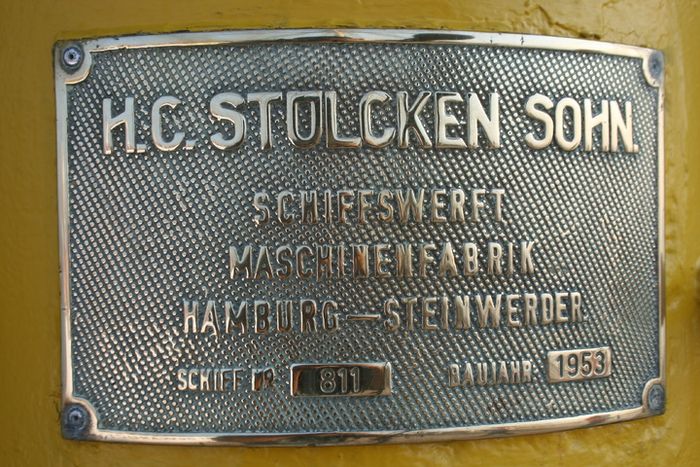 H.C. STÜLCKEN SOHN.
SCHIFFSWERFT
MASCHINENFABRIK
HAMBURG—STEINWERDER
SCHIFF NR 811 BAUJAHR: 1953